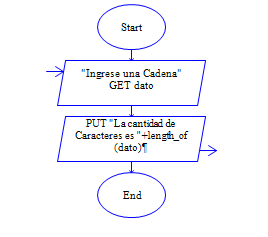 Start
"Ingrese una Cadena"
GET dato
PUT "La cantidad de
Caracteres es "+length_of
(dato)¶
End